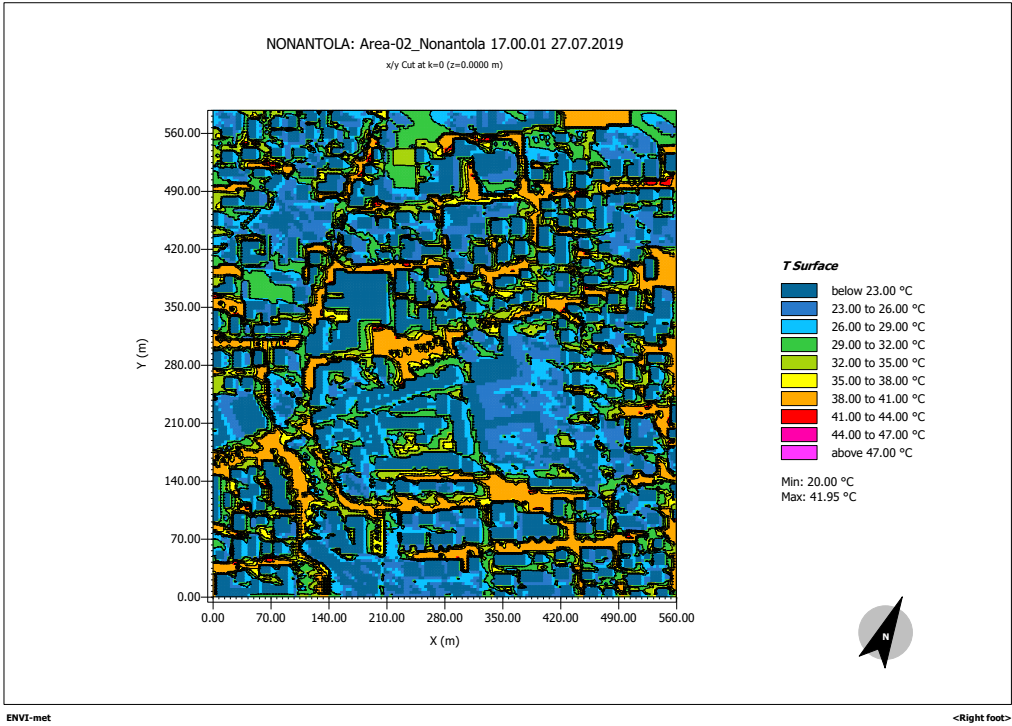 NONANTOLA: Area-02_Nonantola 17.00.01 27.07.2019
x/y Cut at k=0 (z=0.0000 m)
560.00
490.00
420.00
350.00
280.00
210.00
140.00
70.00
0.00
Y (m)
0.00 70.00 140.00 210.00 280.00 350.00 420.00 490.00 560.00
X (m)
T Surface
below 23.00 °C
23.00 to 26.00 °C
26.00 to 29.00 °C
29.00 to 32.00 °C
32.00 to 35.00 °C
35.00 to 38.00 °C
38.00 to 41.00 °C
41.00 to 44.00 °C
44.00 to 47.00 °C
above 47.00 °C
Min: 20.00 °C
Max: 41.95 °C
N
ENVI-met
<Right foot>